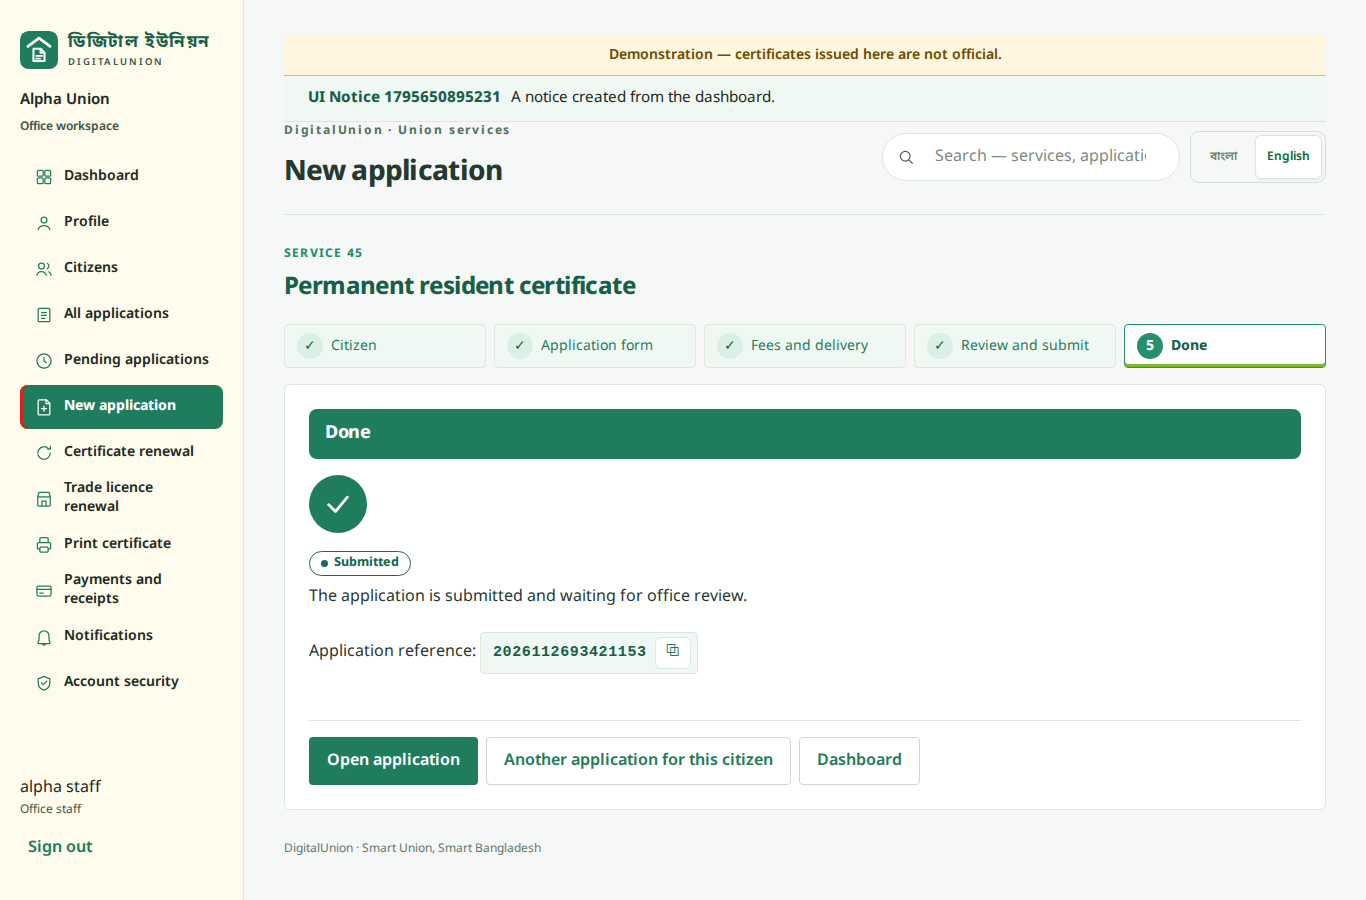 ডিজিটাল ইউনিয়ন
DIGITALUNION
Alpha Union
Office workspace
Dashboard
Profile
Citizens
All applications
Pending applications
New application
Certificate renewal
Trade licence
renewal
Print certificate
Payments and
receipts
Notifications
Account security
alpha staff
Office staff
Sign out
Demonstration — certificates issued here are not official.
UI Notice 1795650895231 A notice created from the dashboard.
DigitalUnion · Union services
New application
Search — services, applicati
বাংলা
English
SERVICE 45
Permanent resident certificate
✓ Citizen
✓ Application form
✓ Fees and delivery
✓ Review and submit
5 Done
Done
Submitted
The application is submitted and waiting for office review.
Application reference: 2026112693421153
Open application
Another application for this citizen
Dashboard
DigitalUnion · Smart Union, Smart Bangladesh